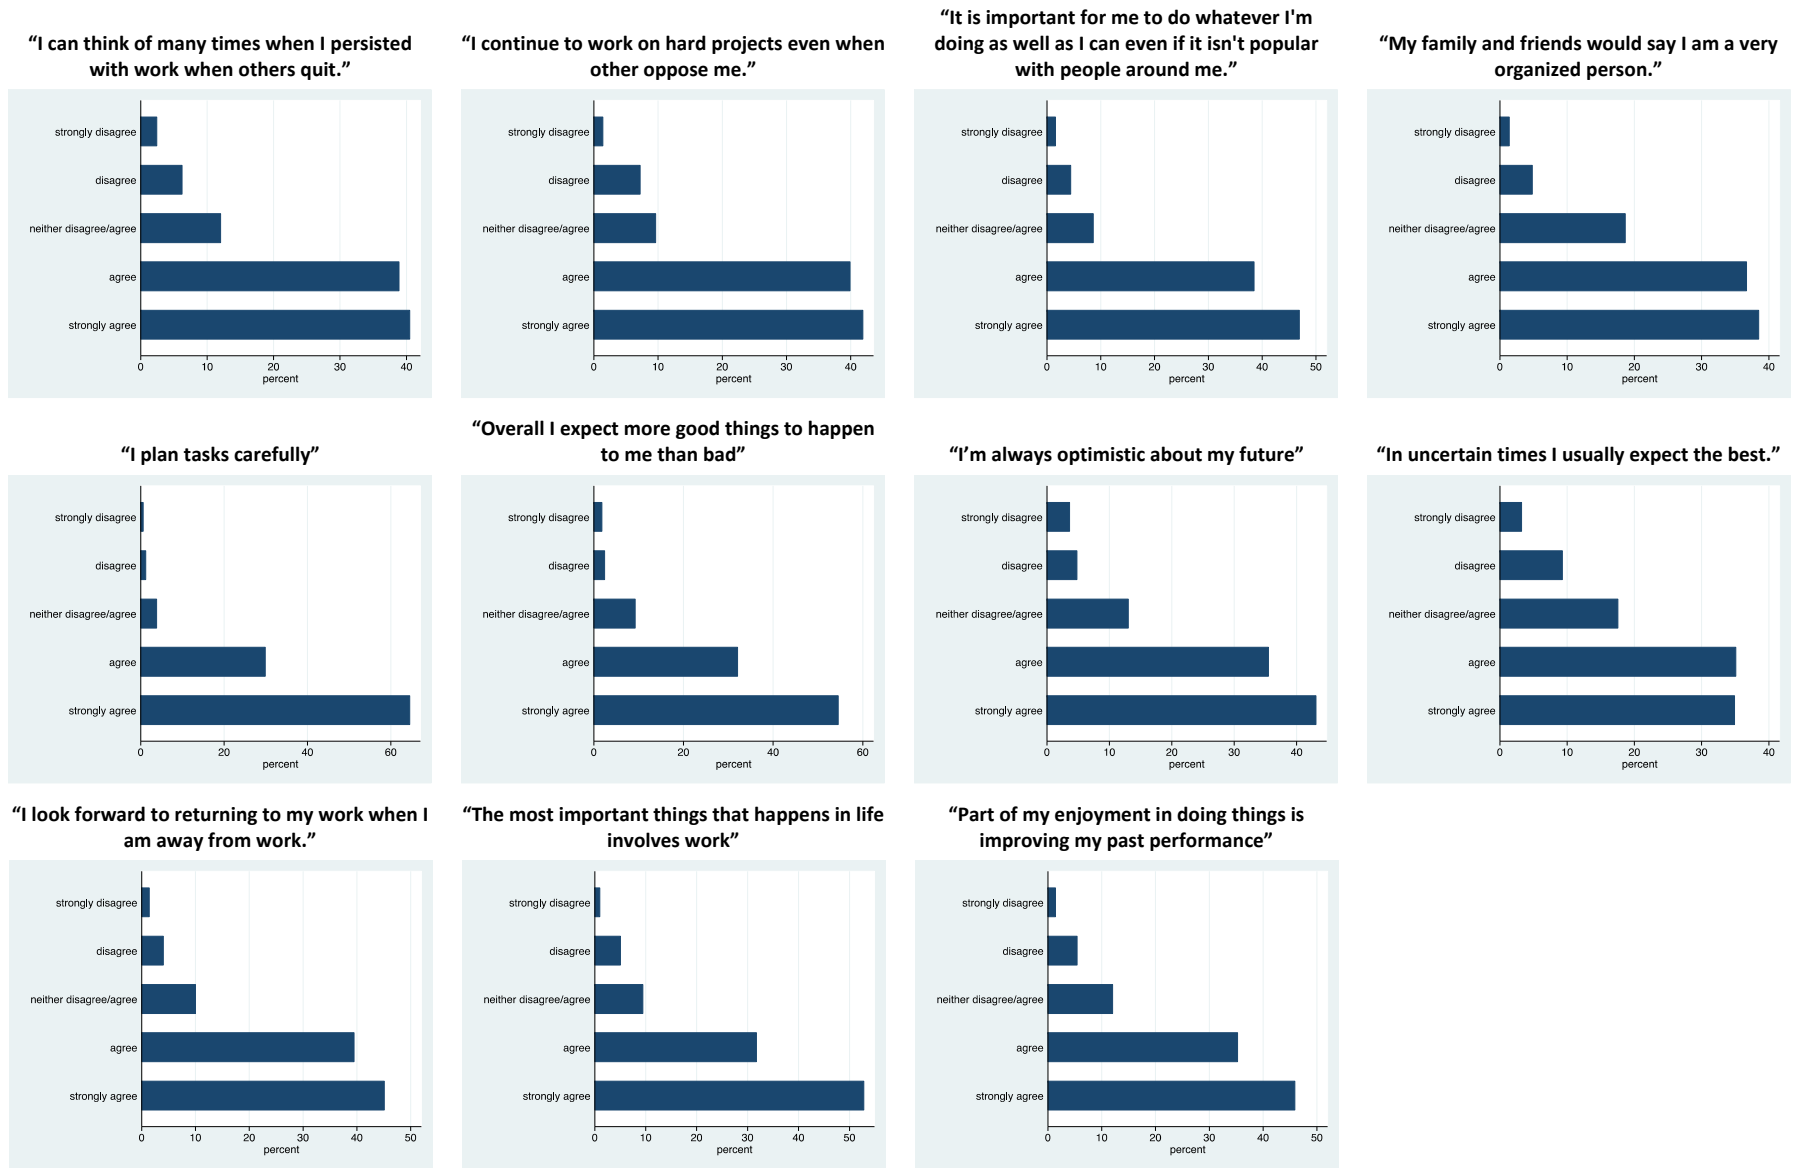 “I can think of many times when I persisted
with work when others quit.”
strongly disagree
disagree
neither disagree/agree
agree
strongly agree
0 10 20 30 40
percent
“I continue to work on hard projects even when
other oppose me.”
strongly disagree
disagree
neither disagree/agree
agree
strongly agree
0 10 20 30 40
percent
“It is important for me to do whatever I'm
doing as well as I can even if it isn't popular
with people around me.”
strongly disagree
disagree
neither disagree/agree
agree
strongly agree
0 10 20 30 40 50
percent
“My family and friends would say I am a very
organized person.”
strongly disagree
disagree
neither disagree/agree
agree
strongly agree
0 10 20 30 40
percent
“I plan tasks carefully”
strongly disagree
disagree
neither disagree/agree
agree
strongly agree
0 20 40 60
percent
“Overall I expect more good things to happen
to me than bad”
strongly disagree
disagree
neither disagree/agree
agree
strongly agree
0 20 40 60
percent
“I’m always optimistic about my future”
strongly disagree
disagree
neither disagree/agree
agree
strongly agree
0 10 20 30 40
percent
“In uncertain times I usually expect the best.”
strongly disagree
disagree
neither disagree/agree
agree
strongly agree
0 10 20 30 40
percent
“I look forward to returning to my work when I
am away from work.”
strongly disagree
disagree
neither disagree/agree
agree
strongly agree
0 10 20 30 40 50
percent
“The most important things that happens in life
involves work”
strongly disagree
disagree
neither disagree/agree
agree
strongly agree
0 10 20 30 40 50
percent
“Part of my enjoyment in doing things is
improving my past performance”
strongly disagree
disagree
neither disagree/agree
agree
strongly agree
0 10 20 30 40 50
percent